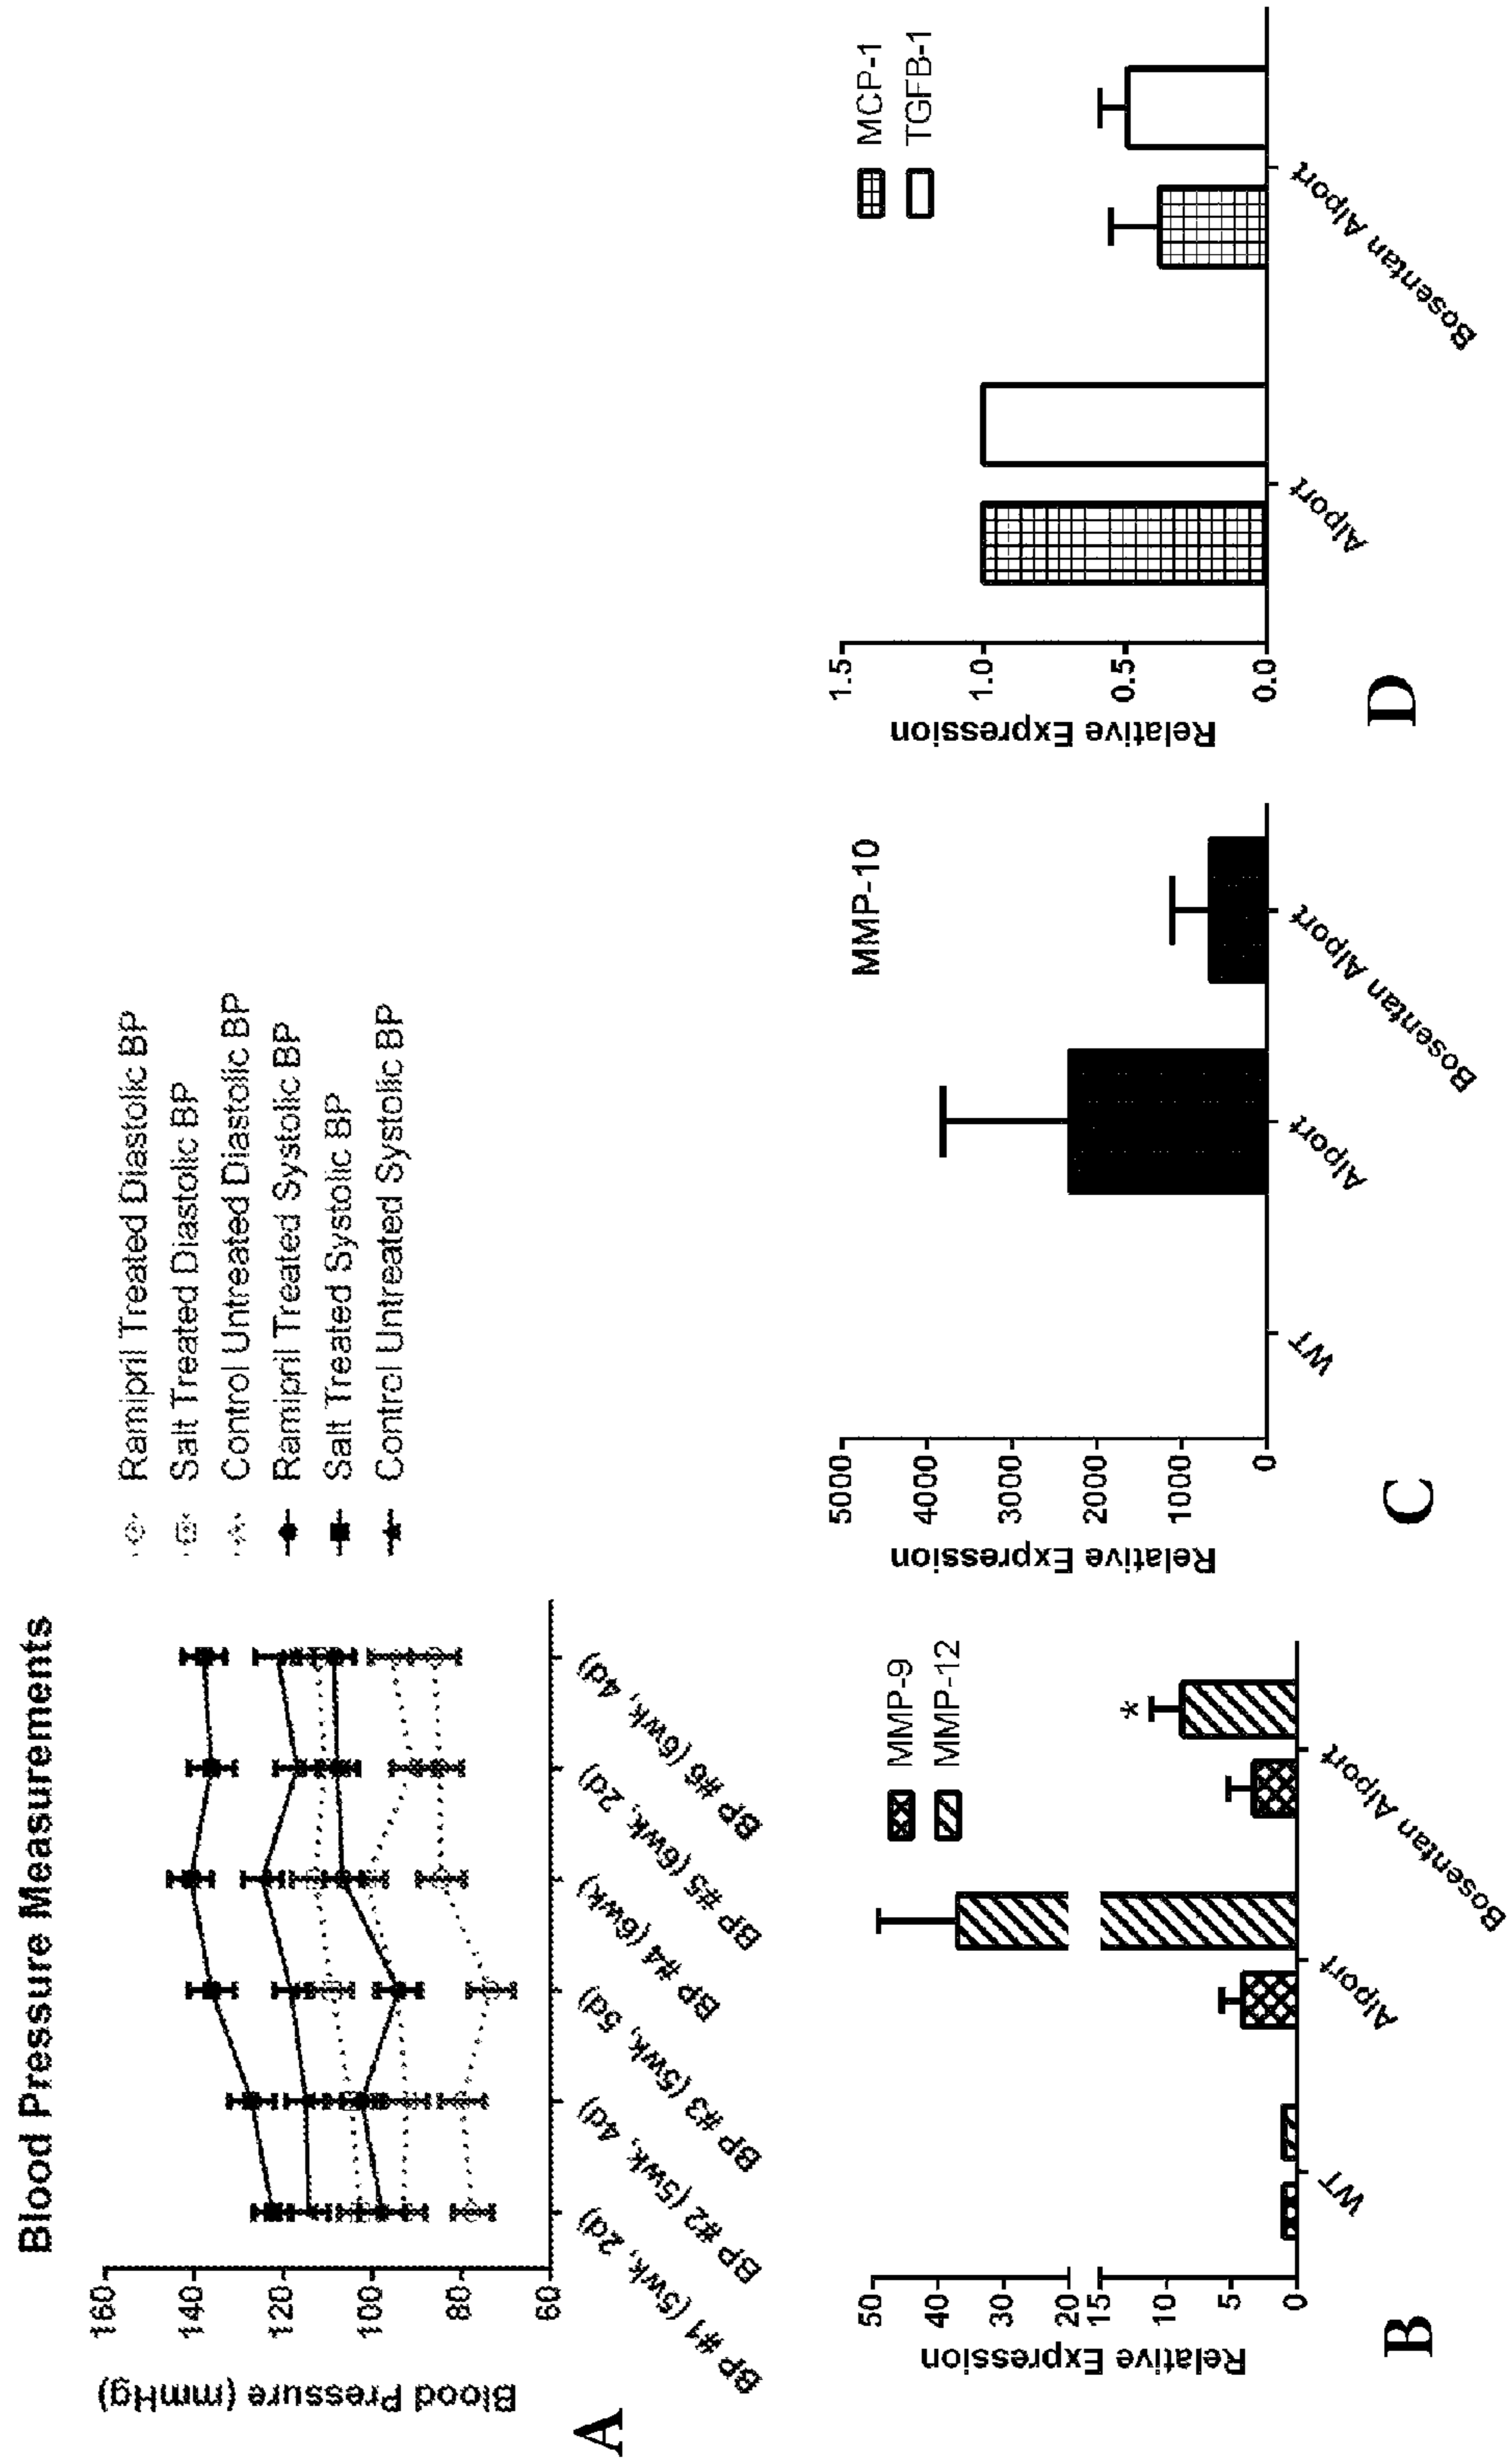 Blood Pressure Measurements
Blood Pressure (mmHg)
160
140
120
100
80
60
BP #1 (5wk, 2d)
BP #2 (5wk, 4d)
BP #3 (5wk, 5d)
BP #4 (6wk)
BP #5 (6wk, 2d)
BP #6 (6wk, 4d)
Ramipril Treated Diastolic BP
Salt Treated Diastolic BP
Control Untreated Diastolic BP
Ramipril Treated Systolic BP
Salt Treated Systolic BP
Control Untreated Systolic BP
A
Relative Expression
50
40
30
20
15
10
5
0
MMP-9
MMP-12
*
WT
Alport
Bosentan Alport
B
Relative Expression
5000
4000
3000
2000
1000
0
MMP-10
WT
Alport
Bosentan Alport
C
Relative Expression
1.5
1.0
0.5
0.0
MCP-1
TGFB-1
Alport
Bosentan Alport
D